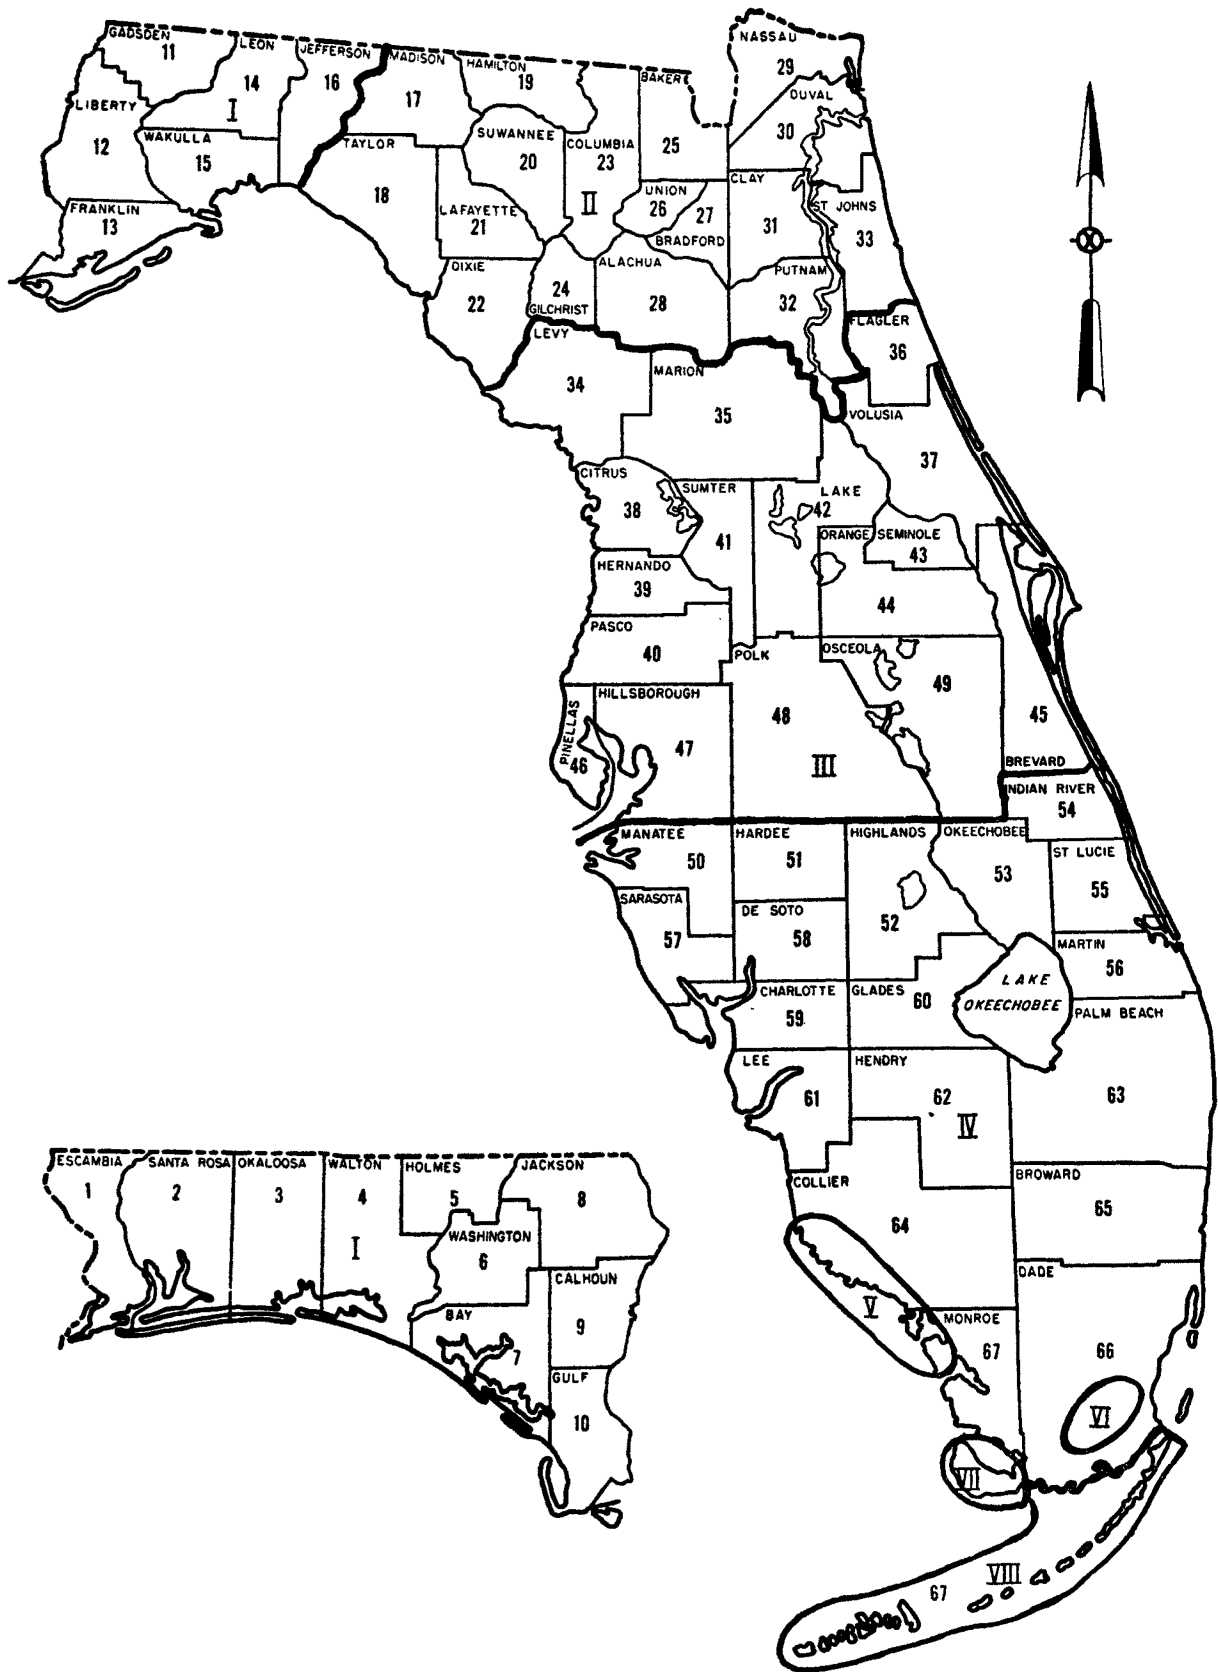 GADSDEN
11
LEON
14
I
JEFFERSON
16
MADISON
17
HAMILTON
19
BAKER
25
NASSAU
29
DUVAL
30
LIBERTY
12
WAKULLA
15
TAYLOR
18
SUWANNEE
20
COLUMBIA
23
II
UNION
26
27
BRADFORD
CLAY
31
ST JOHNS
33
FRANKLIN
13
LAFAYETTE
21
DIXIE
22
24
GILCHRIST
ALACHUA
28
PUTNAM
32
FLAGLER
36
LEVY
34
MARION
35
VOLUSIA
37
CITRUS
38
SUMTER
41
LAKE
42
ORANGE
44
SEMINOLE
43
HERNANDO
39
PASCO
40
POLK
48
III
OSCEOLA
49
45
BREVARD
PINELLAS
46
HILLSBOROUGH
47
INDIAN RIVER
54
MANATEE
50
HARDEE
51
HIGHLANDS
52
OKEECHOBEE
53
ST LUCIE
55
SARASOTA
57
DE SOTO
58
MARTIN
56
CHARLOTTE
59
GLADES
60
LAKE
OKEECHOBEE
PALM BEACH
63
LEE
61
HENDRY
62
IV
COLLIER
64
BROWARD
65
DADE
66
V
MONROE
67
VI
VII
VIII
67
ESCAMBIA
1
SANTA ROSA
2
OKALOOSA
3
WALTON
4
I
HOLMES
5
JACKSON
8
WASHINGTON
6
CALHOUN
9
BAY
7
GULF
10